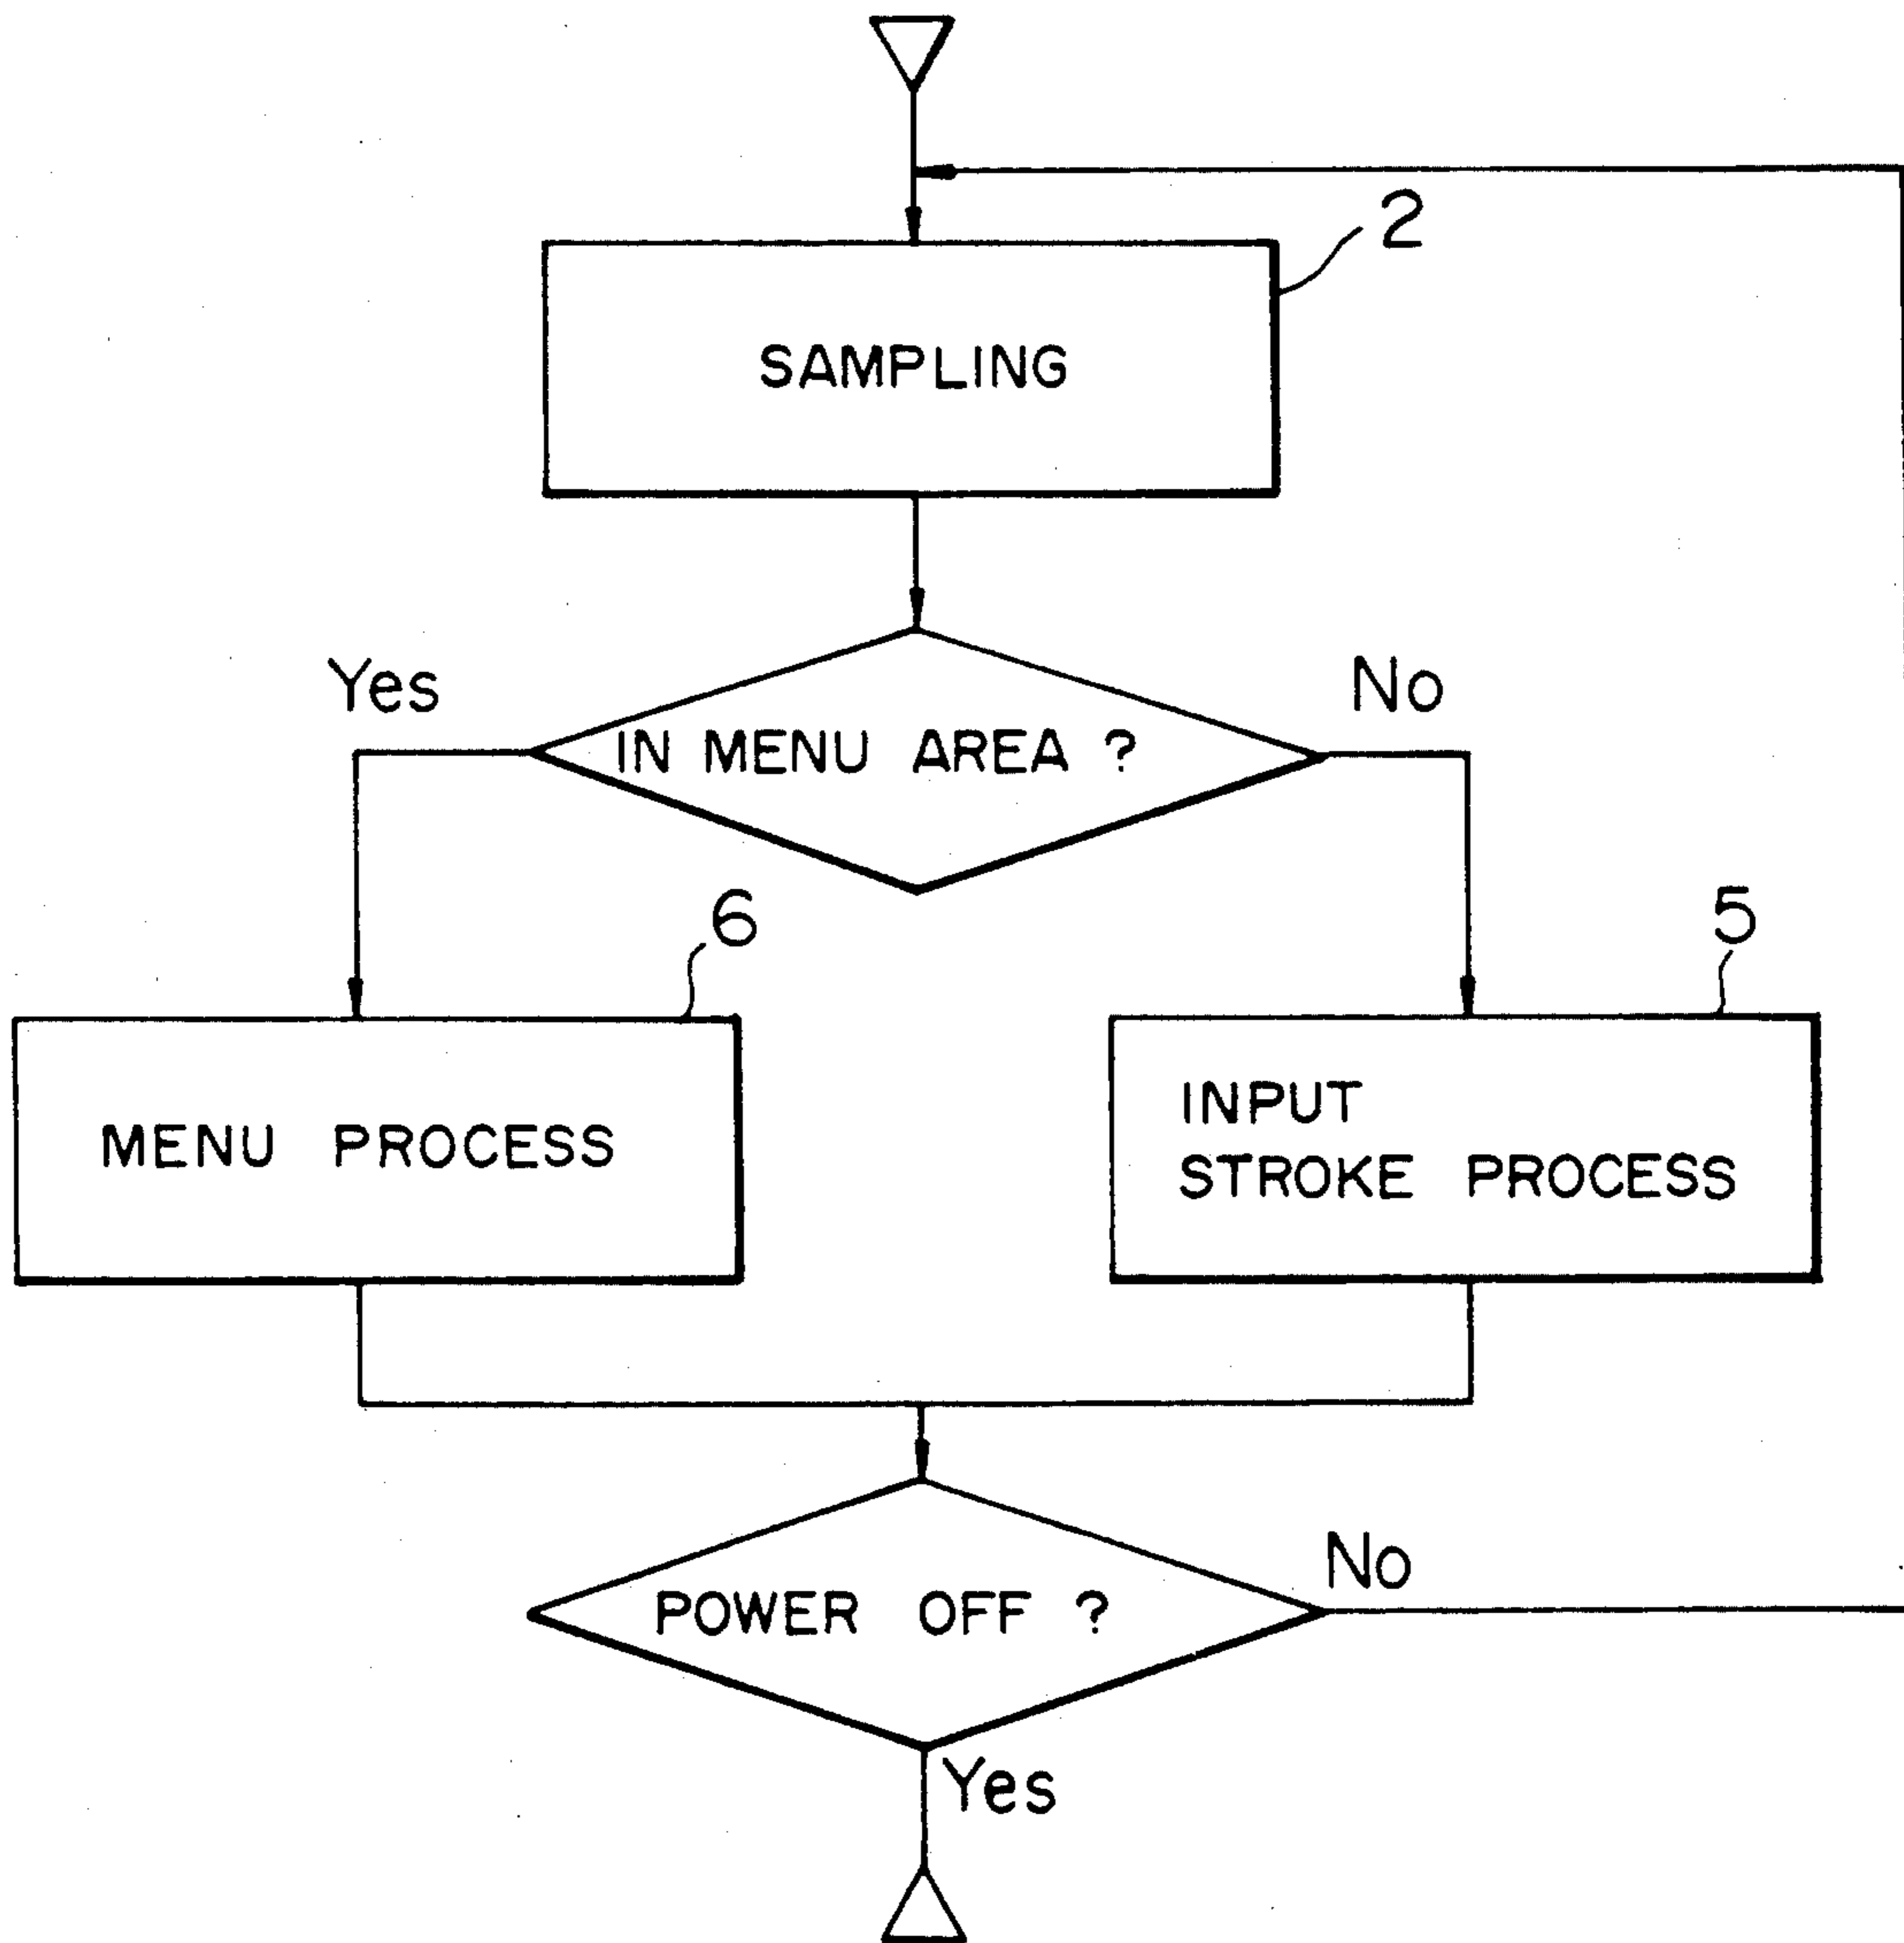 2
SAMPLING
Yes
No
IN MENU AREA ?
6
5
MENU PROCESS
INPUT
STROKE PROCESS
No
POWER OFF ?
Yes